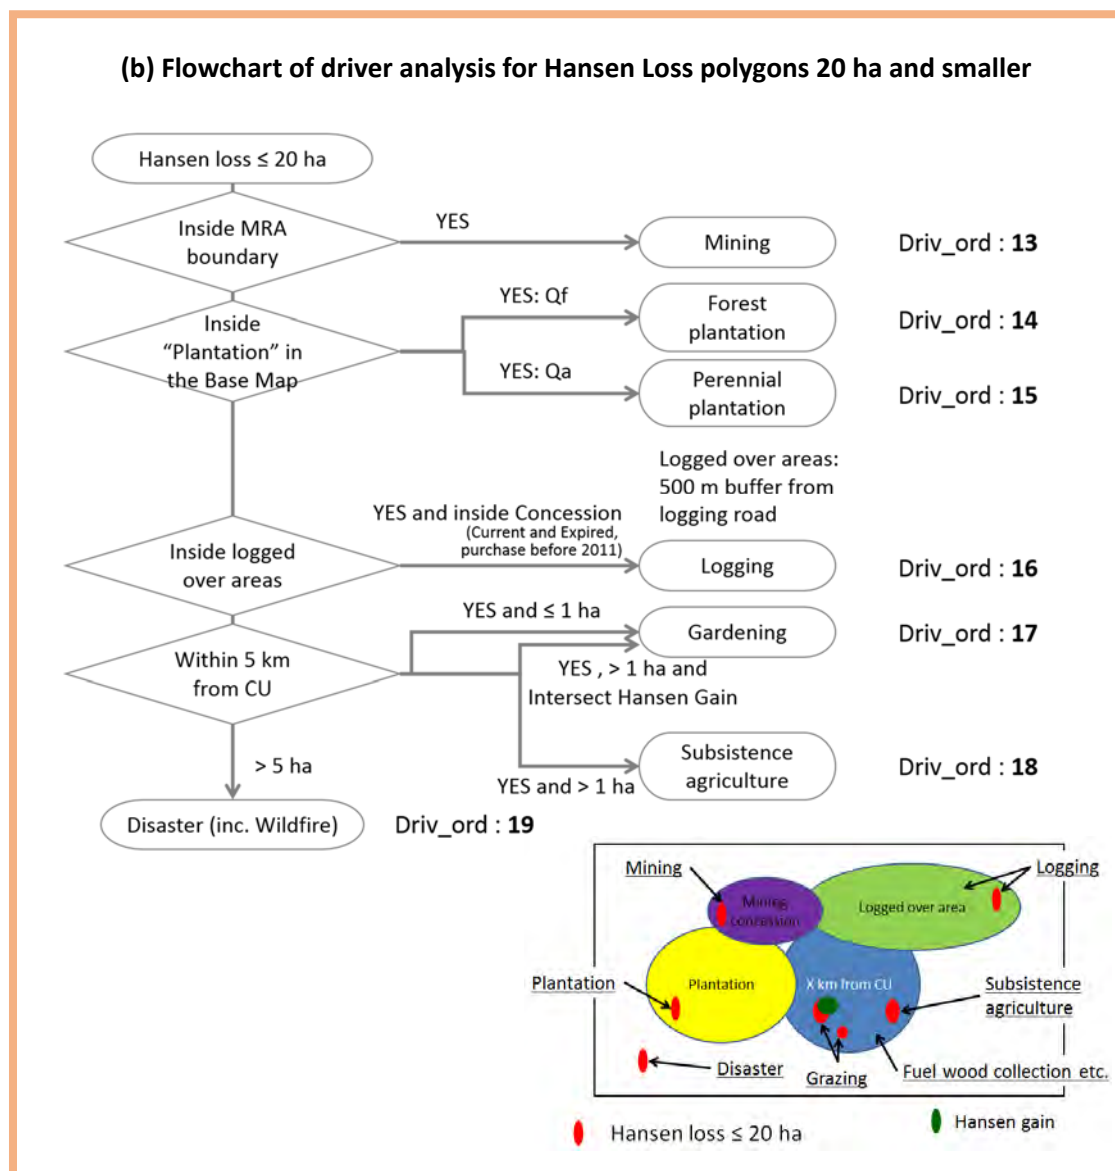 (b) Flowchart of driver analysis for Hansen Loss polygons 20 ha and smaller
Hansen loss ≤ 20 ha
Inside MRA
boundary
YES
Mining
Driv_ord : 13
Inside
“Plantation” in
the Base Map
YES: Qf
Forest
plantation
Driv_ord : 14
YES: Qa
Perennial
plantation
Driv_ord : 15
Logged over areas:
500 m buffer from
logging road
Inside logged
over areas
YES and inside Concession
(Current and Expired,
purchase before 2011)
Logging
Driv_ord : 16
Within 5 km
from CU
YES and ≤ 1 ha
Gardening
Driv_ord : 17
YES , > 1 ha and
Intersect Hansen Gain
Subsistence
agriculture
Driv_ord : 18
YES and > 1 ha
> 5 ha
Disaster (inc. Wildfire)
Driv_ord : 19
Mining
Logging
Mining
concession
Logged over area
Plantation
Plantation
X km from CU
Subsistence
agriculture
Disaster
Grazing
Fuel wood collection etc.
Hansen loss ≤ 20 ha
Hansen gain